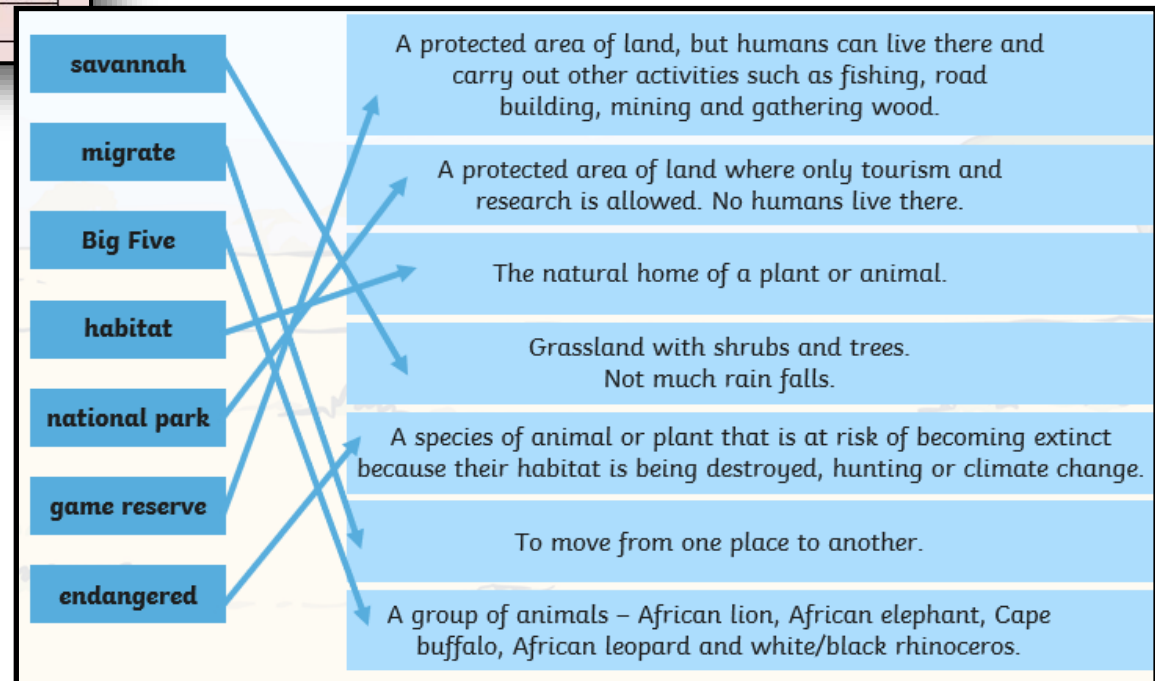 savannah
migrate
Big Five
habitat
national park
game reserve
endangered
A protected area of land, but humans can live there and
carry out other activities such as fishing, road
building, mining and gathering wood.
A protected area of land where only tourism and
research is allowed. No humans live there.
The natural home of a plant or animal.
Grassland with shrubs and trees.
Not much rain falls.
A species of animal or plant that is at risk of becoming extinct
because their habitat is being destroyed, hunting or climate change.
To move from one place to another.
A group of animals – African lion, African elephant, Cape
buffalo, African leopard and white/black rhinoceros.